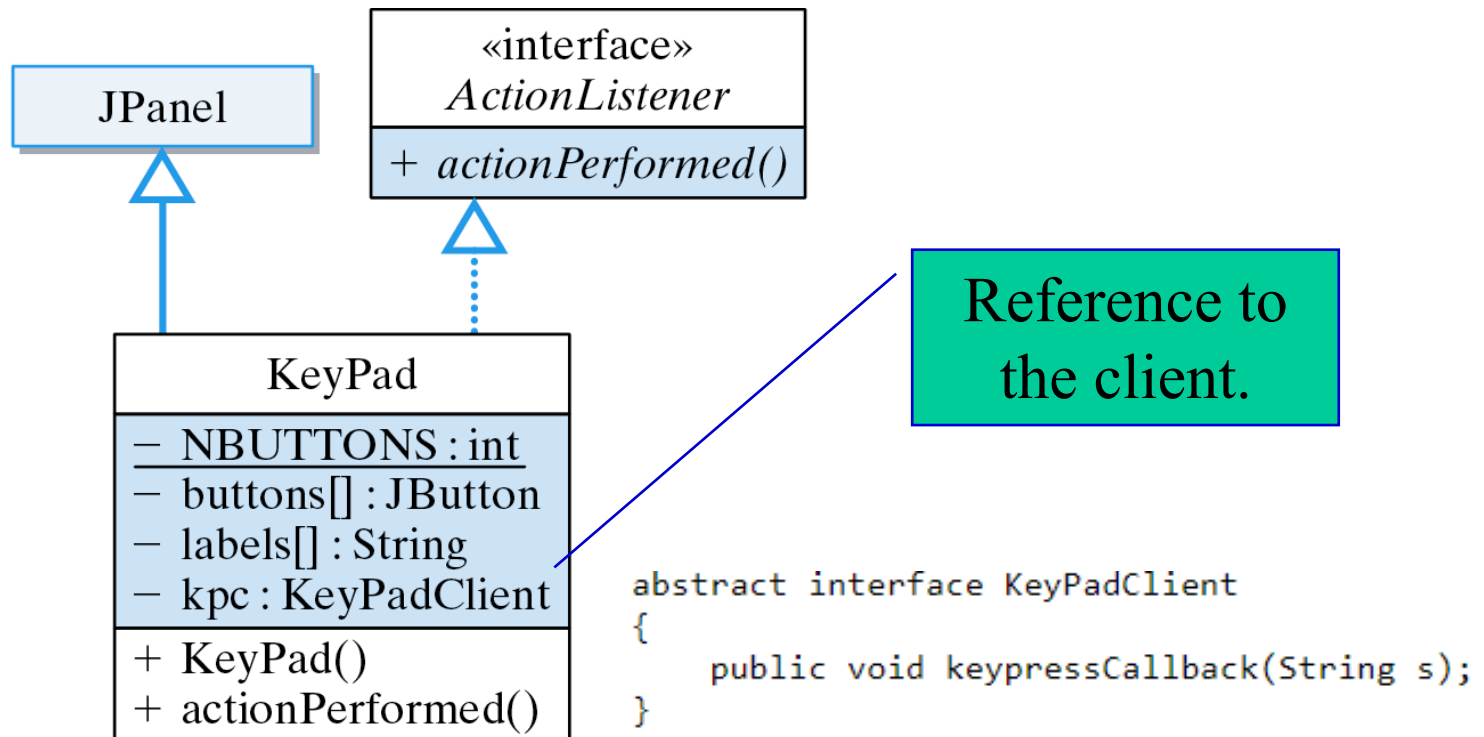 JPanel
«interface»
ActionListener
+ actionPerformed()
KeyPad
− NBUTTONS : int
− buttons[] : JButton
− labels[] : String
− kpc : KeyPadClient
+ KeyPad()
+ actionPerformed()
Reference to
the client.
abstract interface KeyPadClient
{
    public void keypressCallback(String s);
}